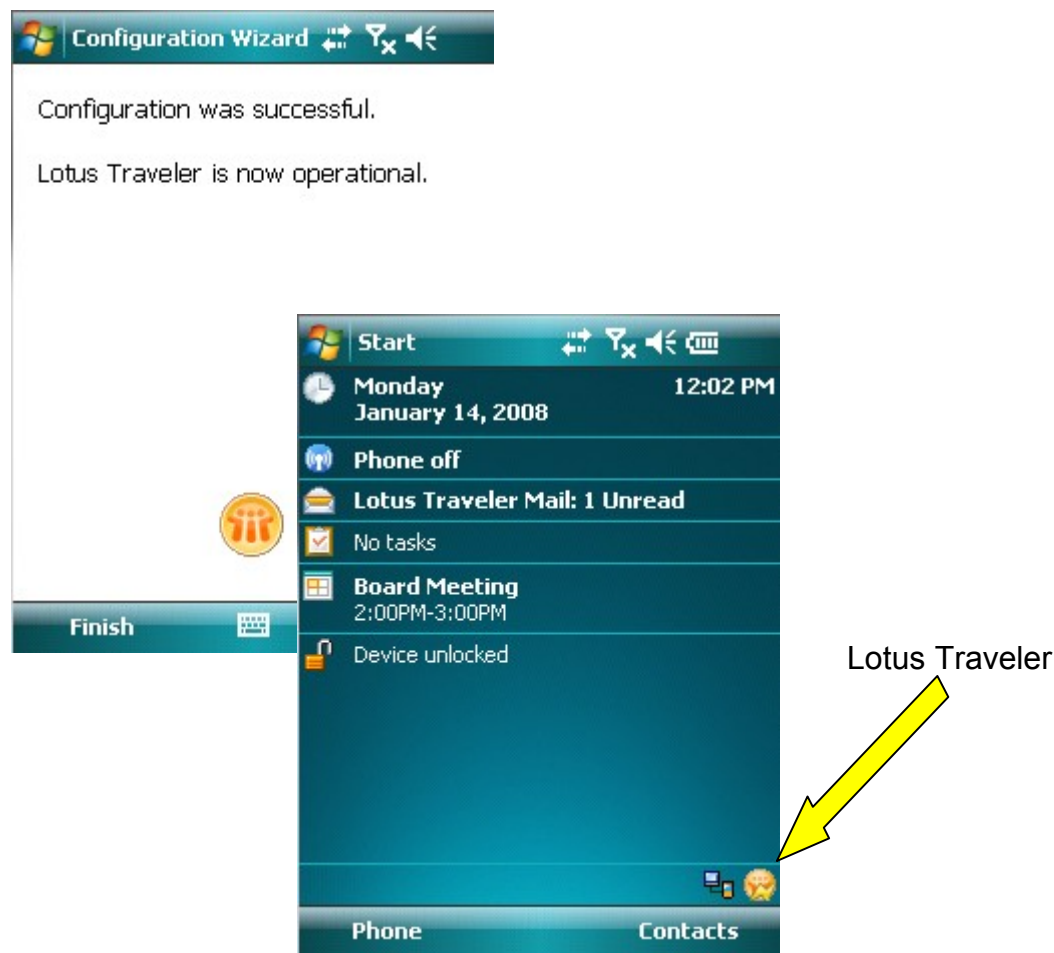 Configuration Wizard
Configuration was successful.
Lotus Traveler is now operational.
Finish
Start
Monday 12:02 PM
January 14, 2008
Phone off
Lotus Traveler Mail: 1 Unread
No tasks
Board Meeting
2:00PM-3:00PM
Device unlocked
Phone Contacts
Lotus Traveler